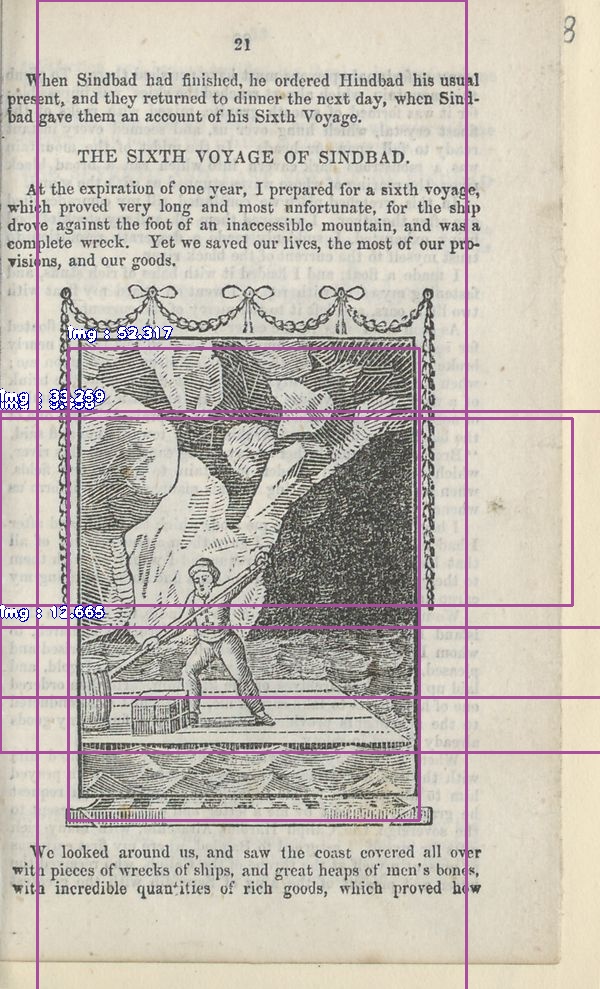 8
21
When Sindbad had finished, he ordered Hindbad his usual
present, and they returned to dinner the next day, when Sind-
bad gave them an account of his Sixth Voyage.
THE SIXTH VOYAGE OF SINDBAD.
At the expiration of one year, I prepared for a sixth voyage,
which proved very long and most unfortunate, for the ship
drove against the foot of an inaccessible mountain, and was a
complete wreck. Yet we saved our lives, the most of our pro-
visions, and our goods.
img : 52.317
img : 33.259
img : 12.665
We looked around us, and saw the coast covered all over
with pieces of wrecks of ships, and great heaps of men's bones,
with incredible quantities of rich goods, which proved how